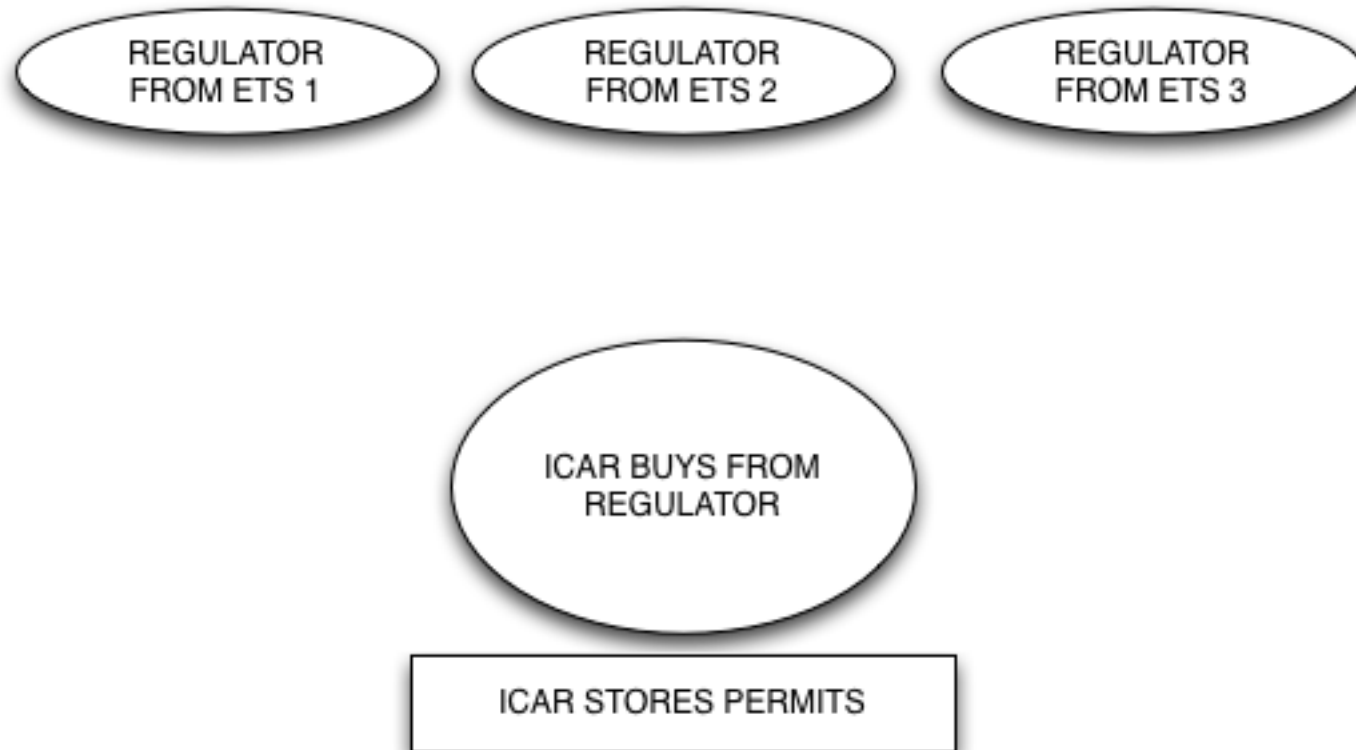 REGULATOR
FROM ETS 1
REGULATOR
FROM ETS 2
REGULATOR
FROM ETS 3
ICAR BUYS FROM
REGULATOR
ICAR STORES PERMITS